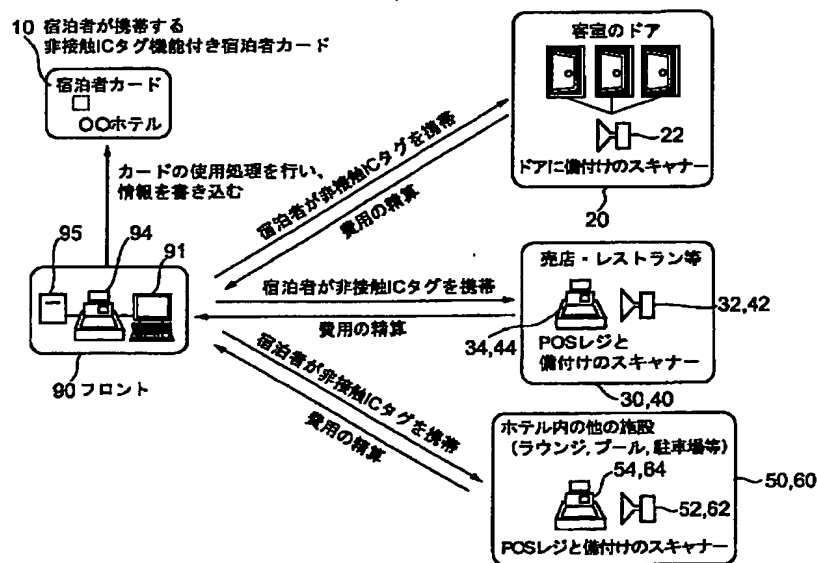 10 宿泊者が携帯する
非接触ICタグ機能付き宿泊者カード
宿泊者カード
○○ホテル
カードの使用処理を行い、
情報を書き込む
95
94
91
90 フロント
宿泊者が非接触ICタグを携帯
費用の精算
客室のドア
22
ドアに備付けのスキャナー
20
宿泊者が非接触ICタグを携帯
費用の精算
売店・レストラン等
32,42
34,44
POSレジと
備付けのスキャナー
30,40
宿泊者が非接触ICタグを携帯
費用の精算
ホテル内の他の施設
(ラウンジ,プール,駐車場等)
54,64
50,60
52,62
POSレジと備付けのスキャナー